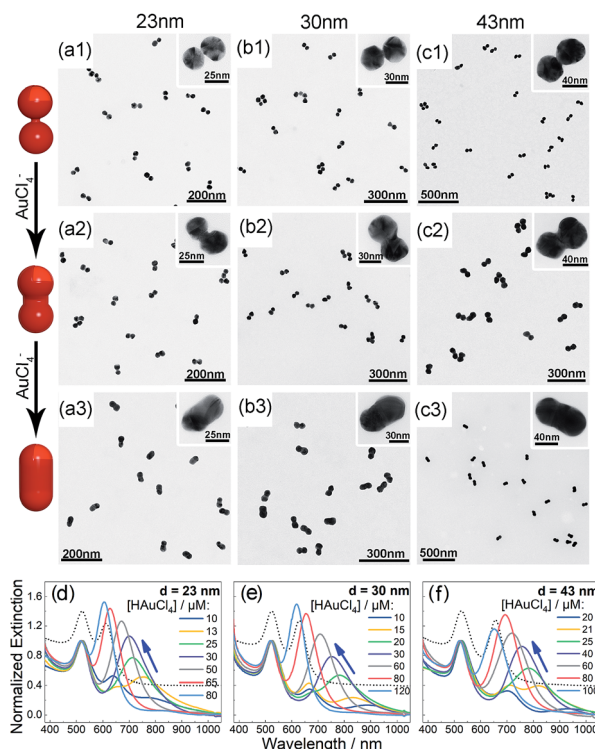 23nm 30nm 43nm
(a1) 25nm 200nm
(b1) 30nm 300nm
(c1) 40nm 500nm
AuCl4-
(a2) 25nm 200nm
(b2) 30nm 300nm
(c2) 40nm 300nm
AuCl4-
(a3) 25nm 200nm
(b3) 30nm 300nm
(c3) 40nm 500nm
Normalized Extinction
1.6
1.2
0.8
0.4
0.0
(d) d = 23 nm
[HAuCl4] / µM:
10
13
25
30
50
65
80
400 500 600 700 800 900 1000
(e) d = 30 nm
[HAuCl4] / µM:
10
15
20
30
60
80
120
400 500 600 700 800 900 1000
(f) d = 43 nm
[HAuCl4] / µM:
20
21
25
40
60
80
116
400 500 600 700 800 900 1000
Wavelength / nm